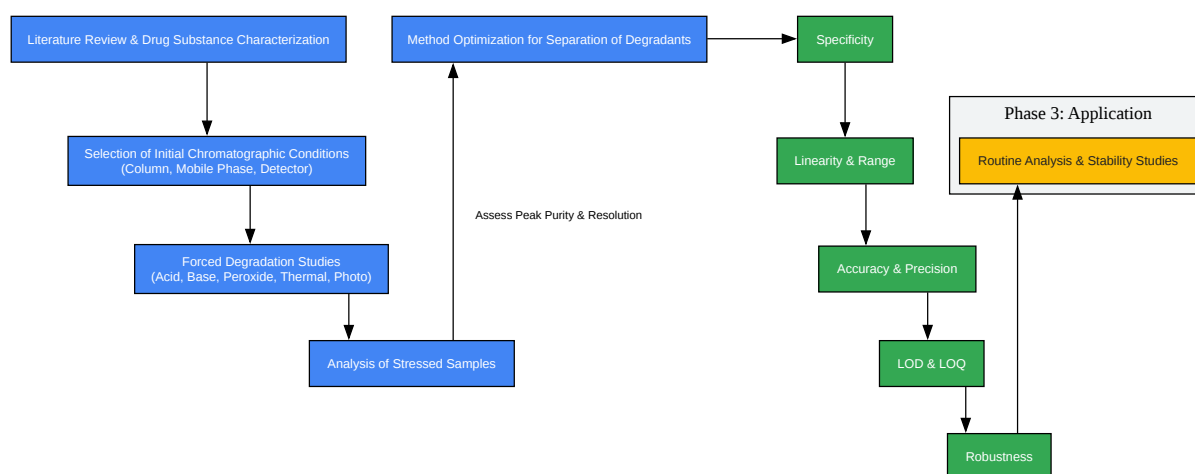 Literature Review & Drug Substance Characterization
Selection of Initial Chromatographic Conditions
(Column, Mobile Phase, Detector)
Forced Degradation Studies
(Acid, Base, Peroxide, Thermal, Photo)
Analysis of Stressed Samples
Assess Peak Purity & Resolution
Method Optimization for Separation of Degradants
Specificity
Linearity & Range
Accuracy & Precision
LOD & LOQ
Robustness
Phase 3: Application
Routine Analysis & Stability Studies